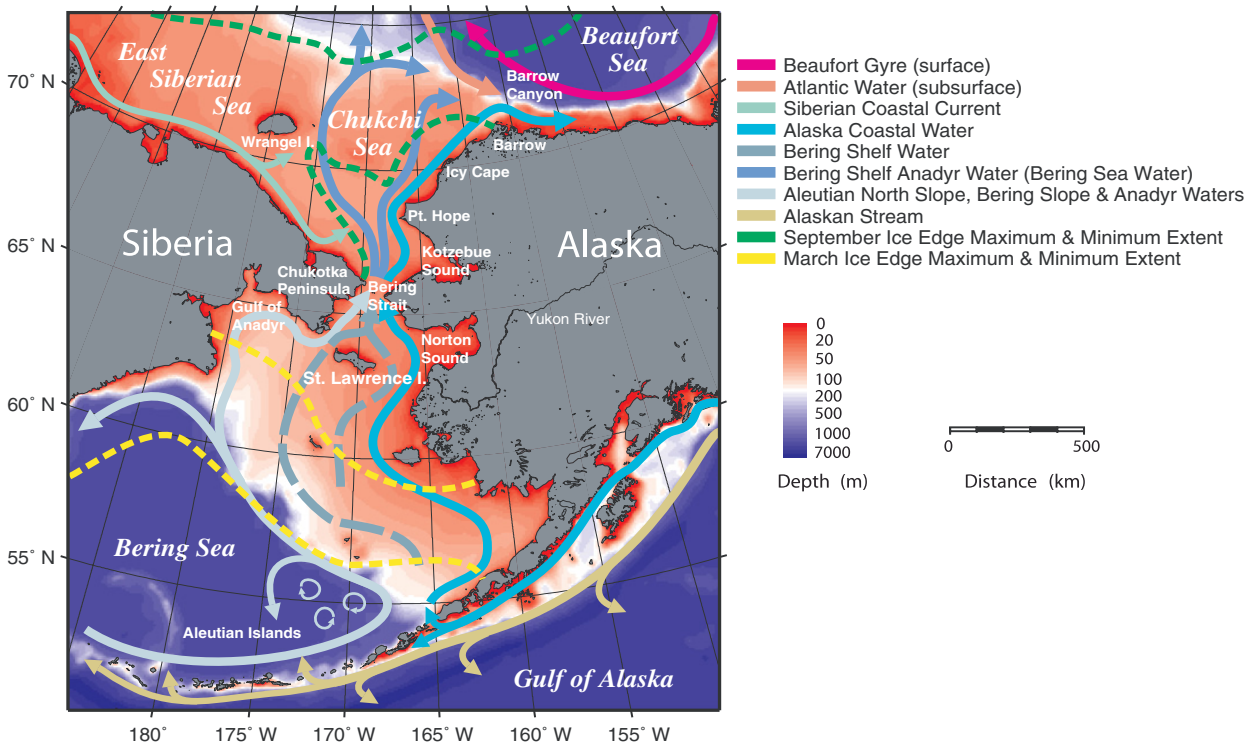 East
Siberian
Sea
Beaufort
Sea
Chukchi
Sea
Barrow
Canyon
Barrow
Wrangel I.
Icy Cape
Pt. Hope
Siberia
Alaska
Kotzebue
Sound
Chukotka
Peninsula
Bering
Strait
Gulf of
Anadyr
Yukon River
Norton
Sound
St. Lawrence I.
Bering Sea
Aleutian Islands
Gulf of Alaska
70° N
65° N
60° N
55° N
180°
175° W
170° W
165° W
160° W
155° W
Beaufort Gyre (surface)
Atlantic Water (subsurface)
Siberian Coastal Current
Alaska Coastal Water
Bering Shelf Water
Bering Shelf Anadyr Water (Bering Sea Water)
Aleutian North Slope, Bering Slope & Anadyr Waters
Alaskan Stream
September Ice Edge Maximum & Minimum Extent
March Ice Edge Maximum & Minimum Extent
0
20
50
100
200
500
1000
7000
Depth (m)
0 500
Distance (km)